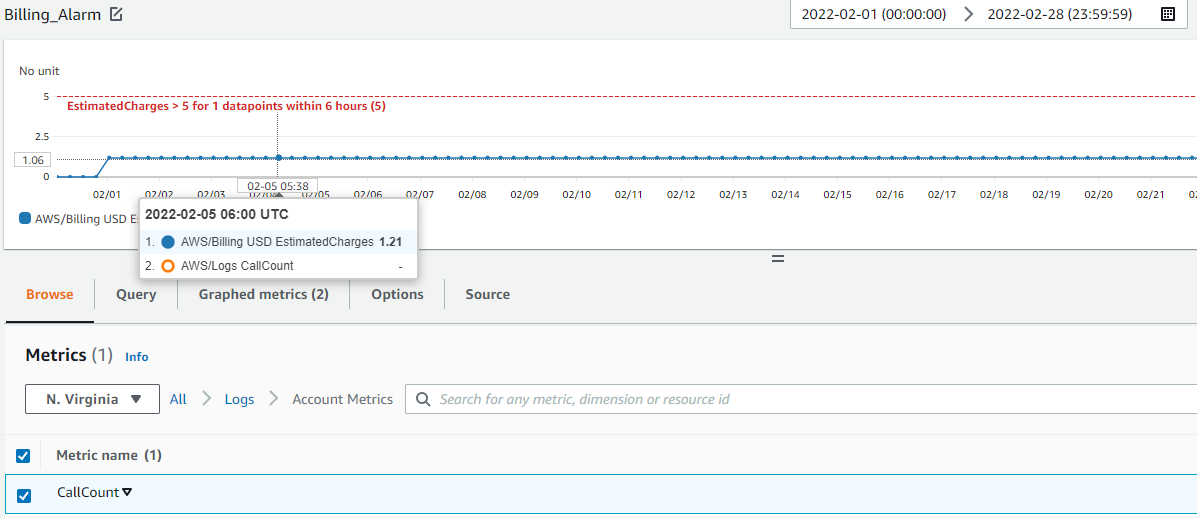 Billing_Alarm
2022-02-01 (00:00:00) 2022-02-28 (23:59:59)
No unit
5
EstimatedCharges > 5 for 1 datapoints within 6 hours (5)
2.5
1.06
0
02-05 05:38
02/01 02/02 02/03 02/05 02/06 02/07 02/08 02/09 02/10 02/11 02/12 02/13 02/14 02/15 02/16 02/17 02/18 02/19 02/20 02/21
AWS/Billing USD
2022-02-05 06:00 UTC
1. AWS/Billing USD EstimatedCharges 1.21
2. AWS/Logs CallCount -
Browse Query Graphed metrics (2) Options Source
Metrics (1) Info
N. Virginia All Logs Account Metrics Search for any metric, dimension or resource id
Metric name (1)
CallCount